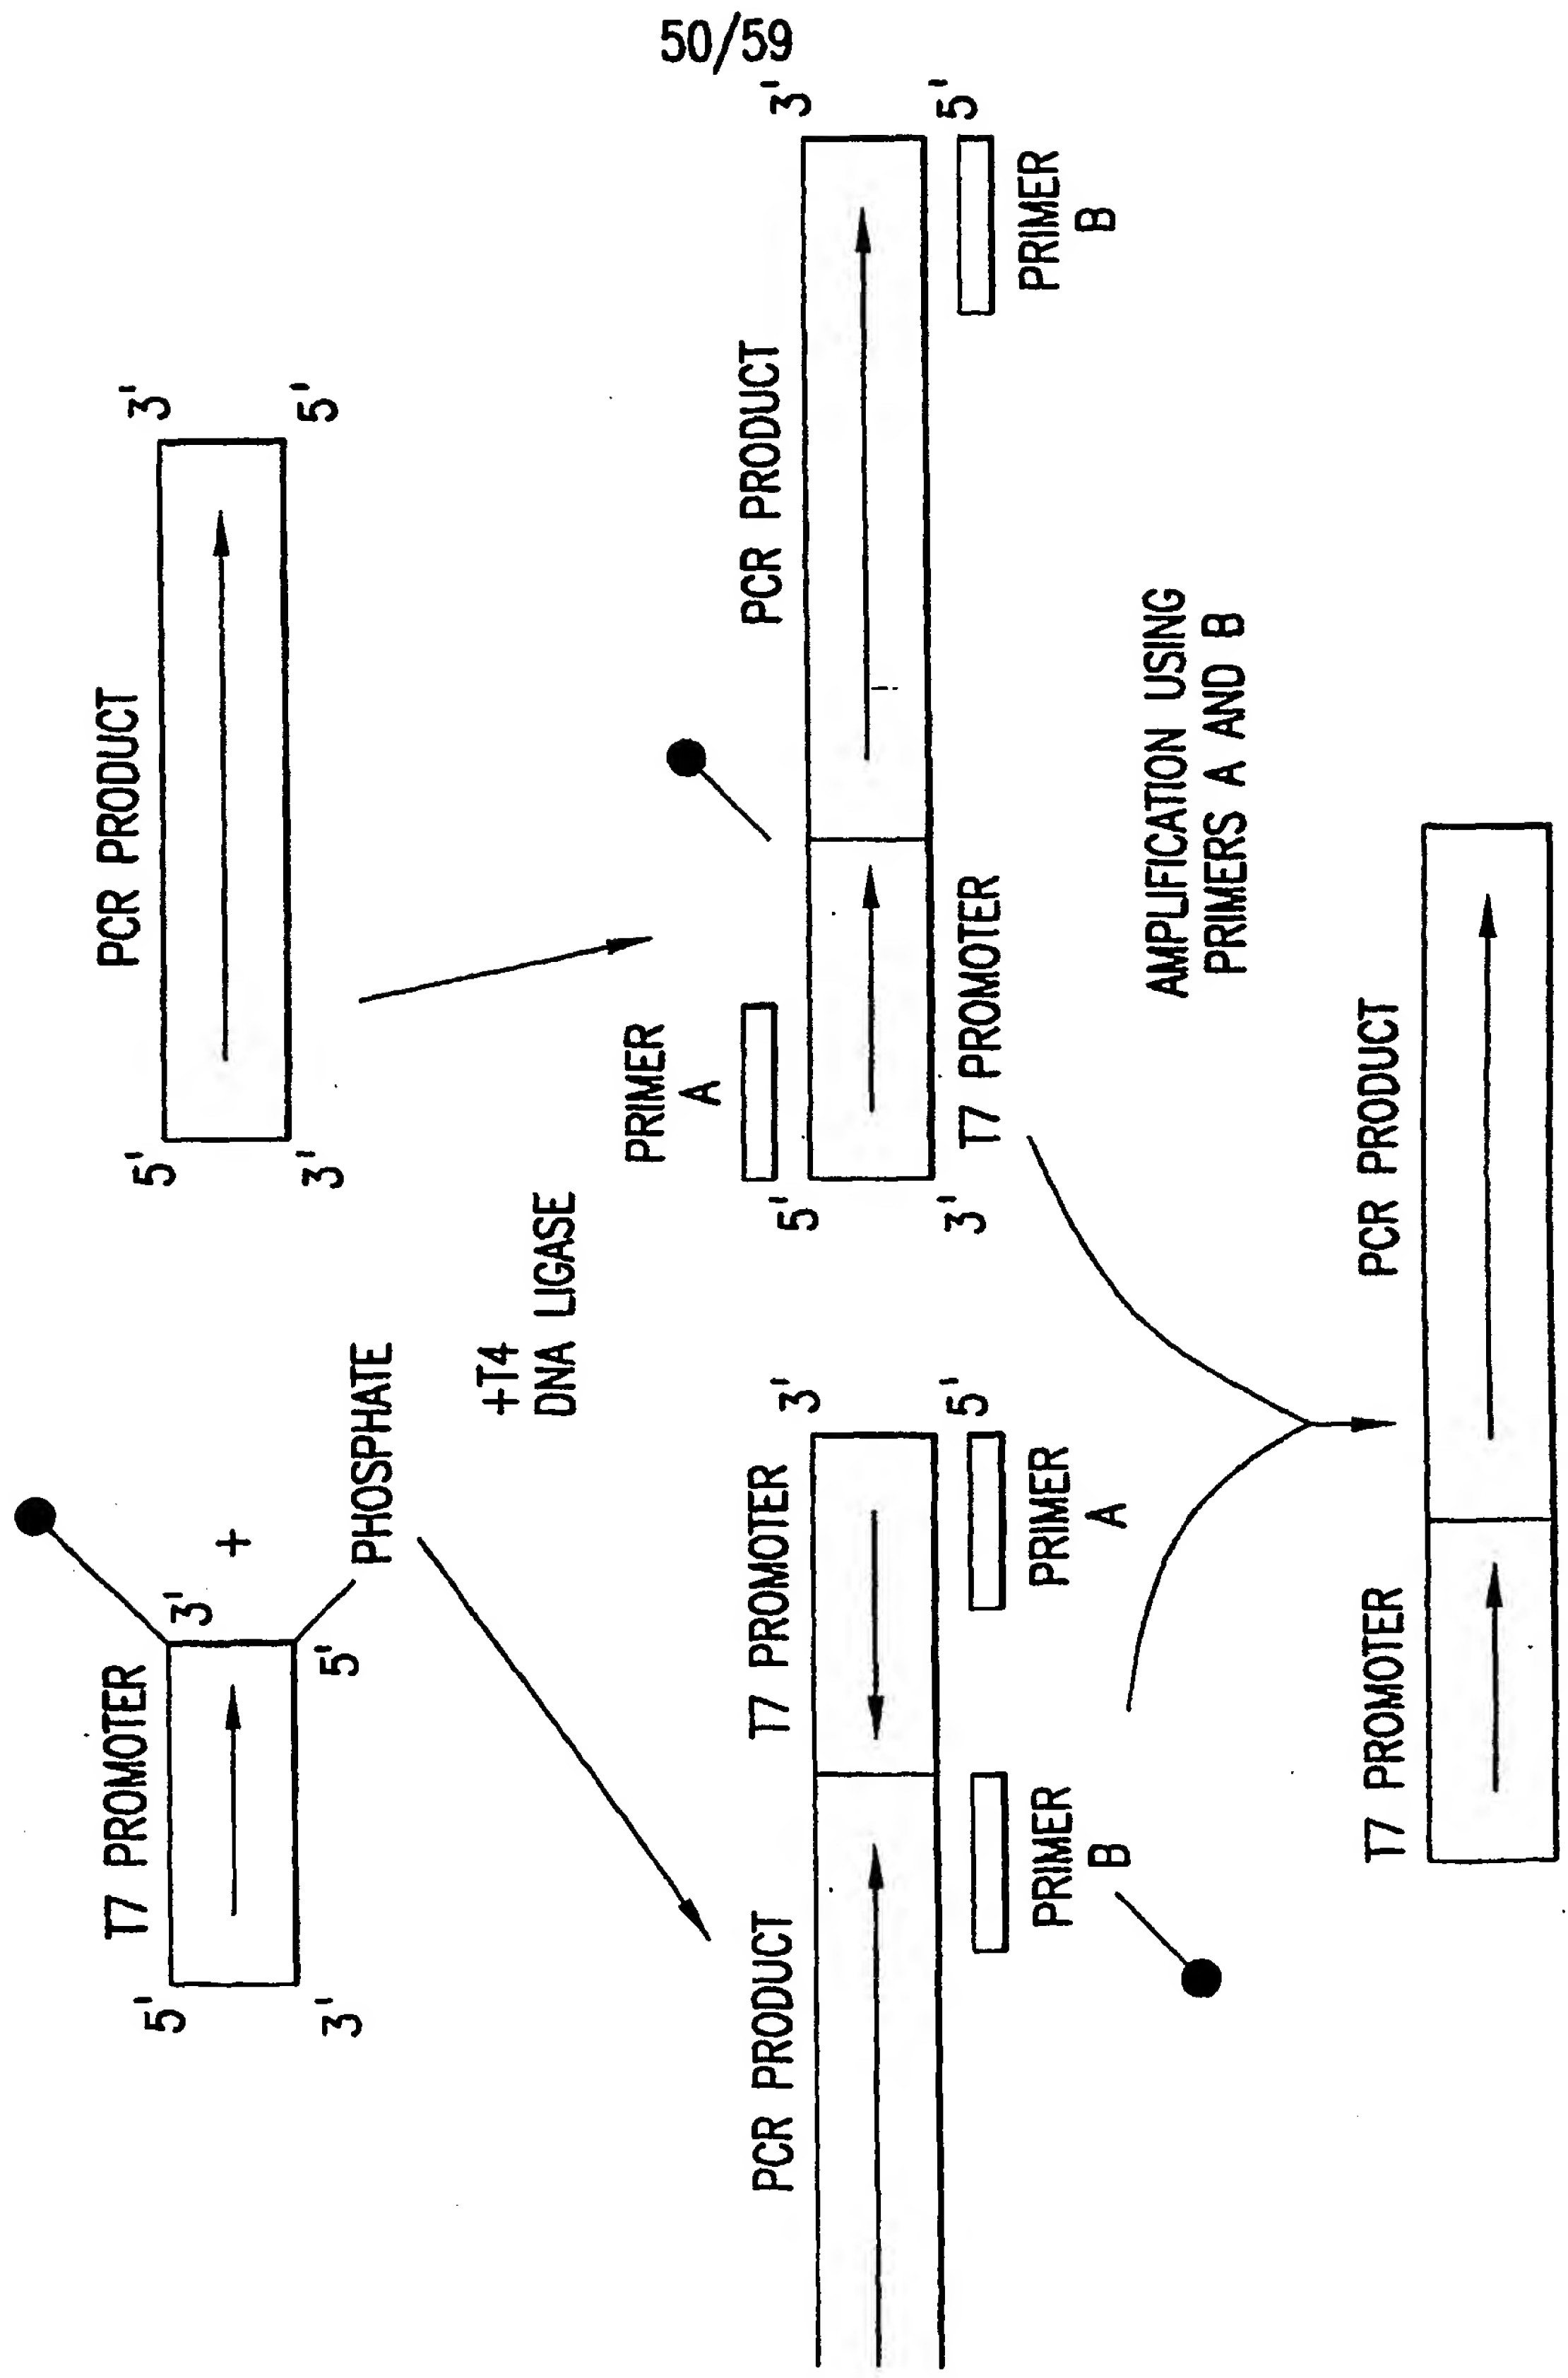 50/59
T7 PROMOTER
5'
3'
3'
5'
+
PHOSPHATE
PCR PRODUCT
5'
3'
3'
5'
+T4
DNA LIGASE
PCR PRODUCT
T7 PROMOTER
3'
5'
PRIMER
B
PRIMER
A
PRIMER
A
PCR PRODUCT
5'
3'
3'
5'
T7 PROMOTER
PRIMER
B
AMPLIFICATION USING
PRIMERS A AND B
T7 PROMOTER
PCR PRODUCT